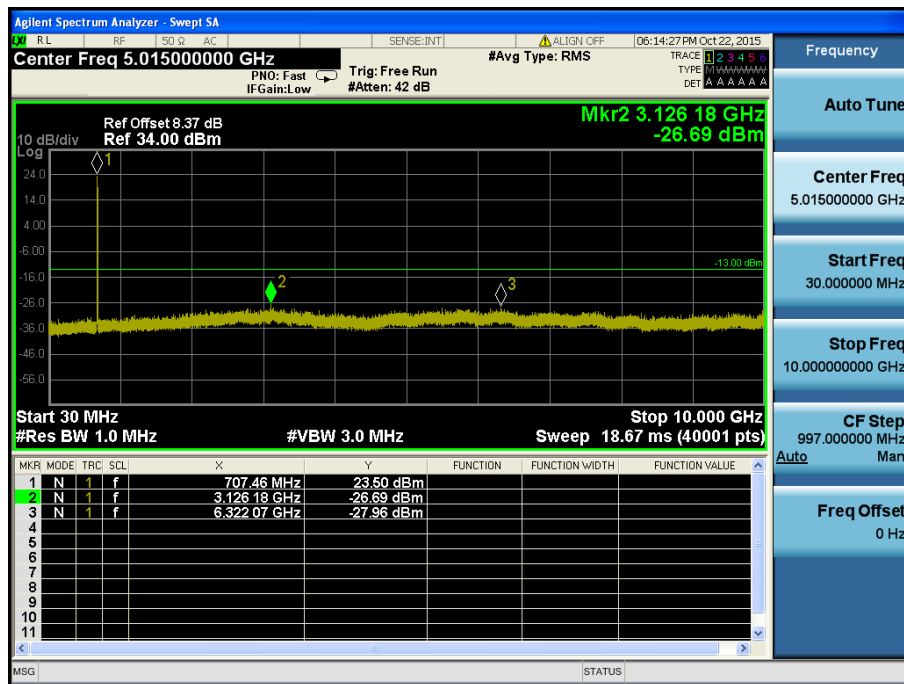 Agilent Spectrum Analyzer - Swept SA
LXI RL RF 50 Ω AC SENSE:INT ALIGN OFF 06:14:27 PM Oct 22, 2015
Center Freq 5.015000000 GHz
PNO: Fast
IFGain:Low
Trig: Free Run
#Atten: 42 dB
#Avg Type: RMS
TRACE 1 2 3 4 5 6
TYPE M WWWWW
DET A A A A A A
Mkr2 3.126 18 GHz
-26.69 dBm
10 dB/div
Log
Ref Offset 8.37 dB
Ref 34.00 dBm
1
24.0
14.0
4.00
-6.00
-13.00 dBm
-16.0
2
3
-26.0
-36.0
-46.0
-56.0
Start 30 MHz Stop 10.000 GHz
#Res BW 1.0 MHz #VBW 3.0 MHz Sweep 18.67 ms (40001 pts)
MKR MODE TRC SCL X Y FUNCTION FUNCTION WIDTH FUNCTION VALUE
1 N 1 f 707.46 MHz 23.50 dBm
2 N 1 f 3.126 18 GHz -26.69 dBm
3 N 1 f 6.322 07 GHz -27.96 dBm
4
5
6
7
8
9
10
11
MSG STATUS
Frequency
Auto Tune
Center Freq
5.015000000 GHz
Start Freq
30.000000 MHz
Stop Freq
10.000000000 GHz
CF Step
997.000000 MHz
Auto Man
Freq Offset
0 Hz